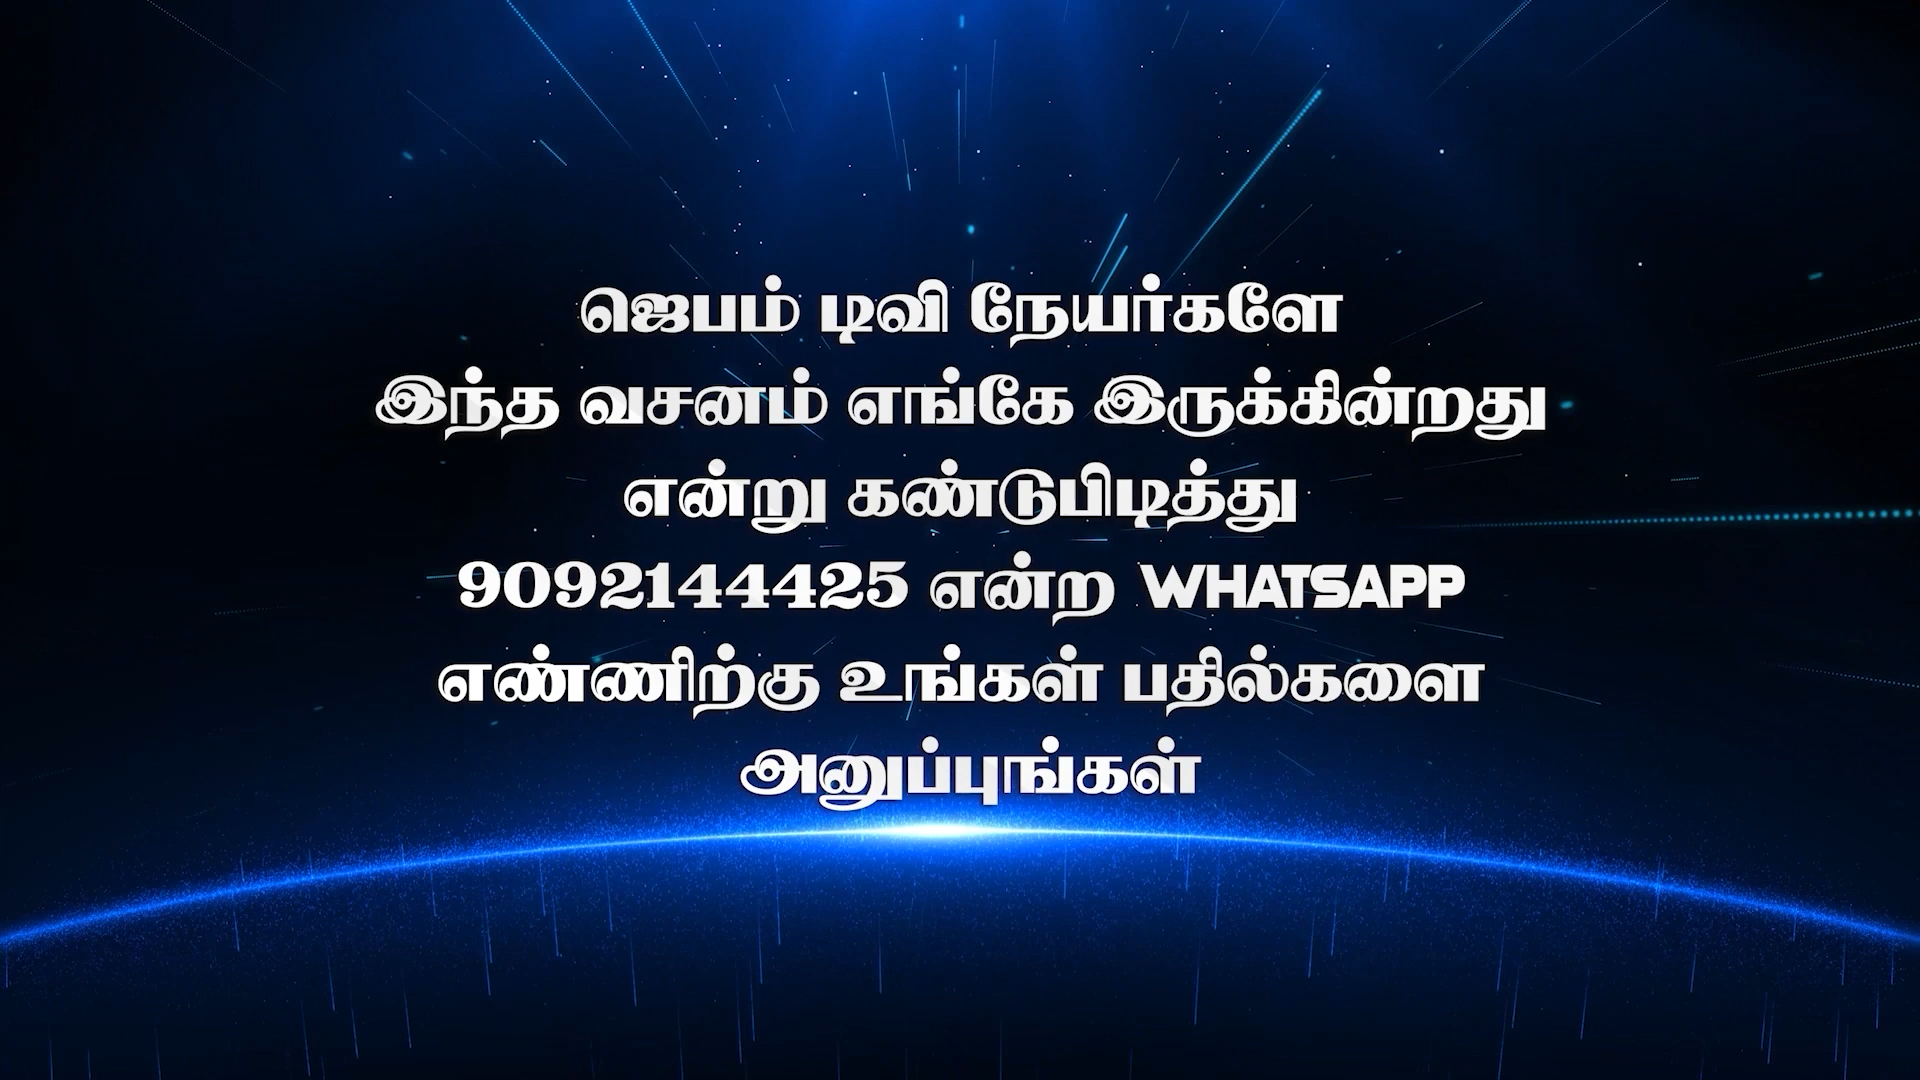 ஜெபம் டிவி நேயர்களே
இந்த வசனம் எங்கே இருக்கின்றது
என்று கண்டுபிடித்து
9092144425 என்ற WHATSAPP
எண்ணிற்கு உங்கள் பதில்களை
அனுப்புங்கள்